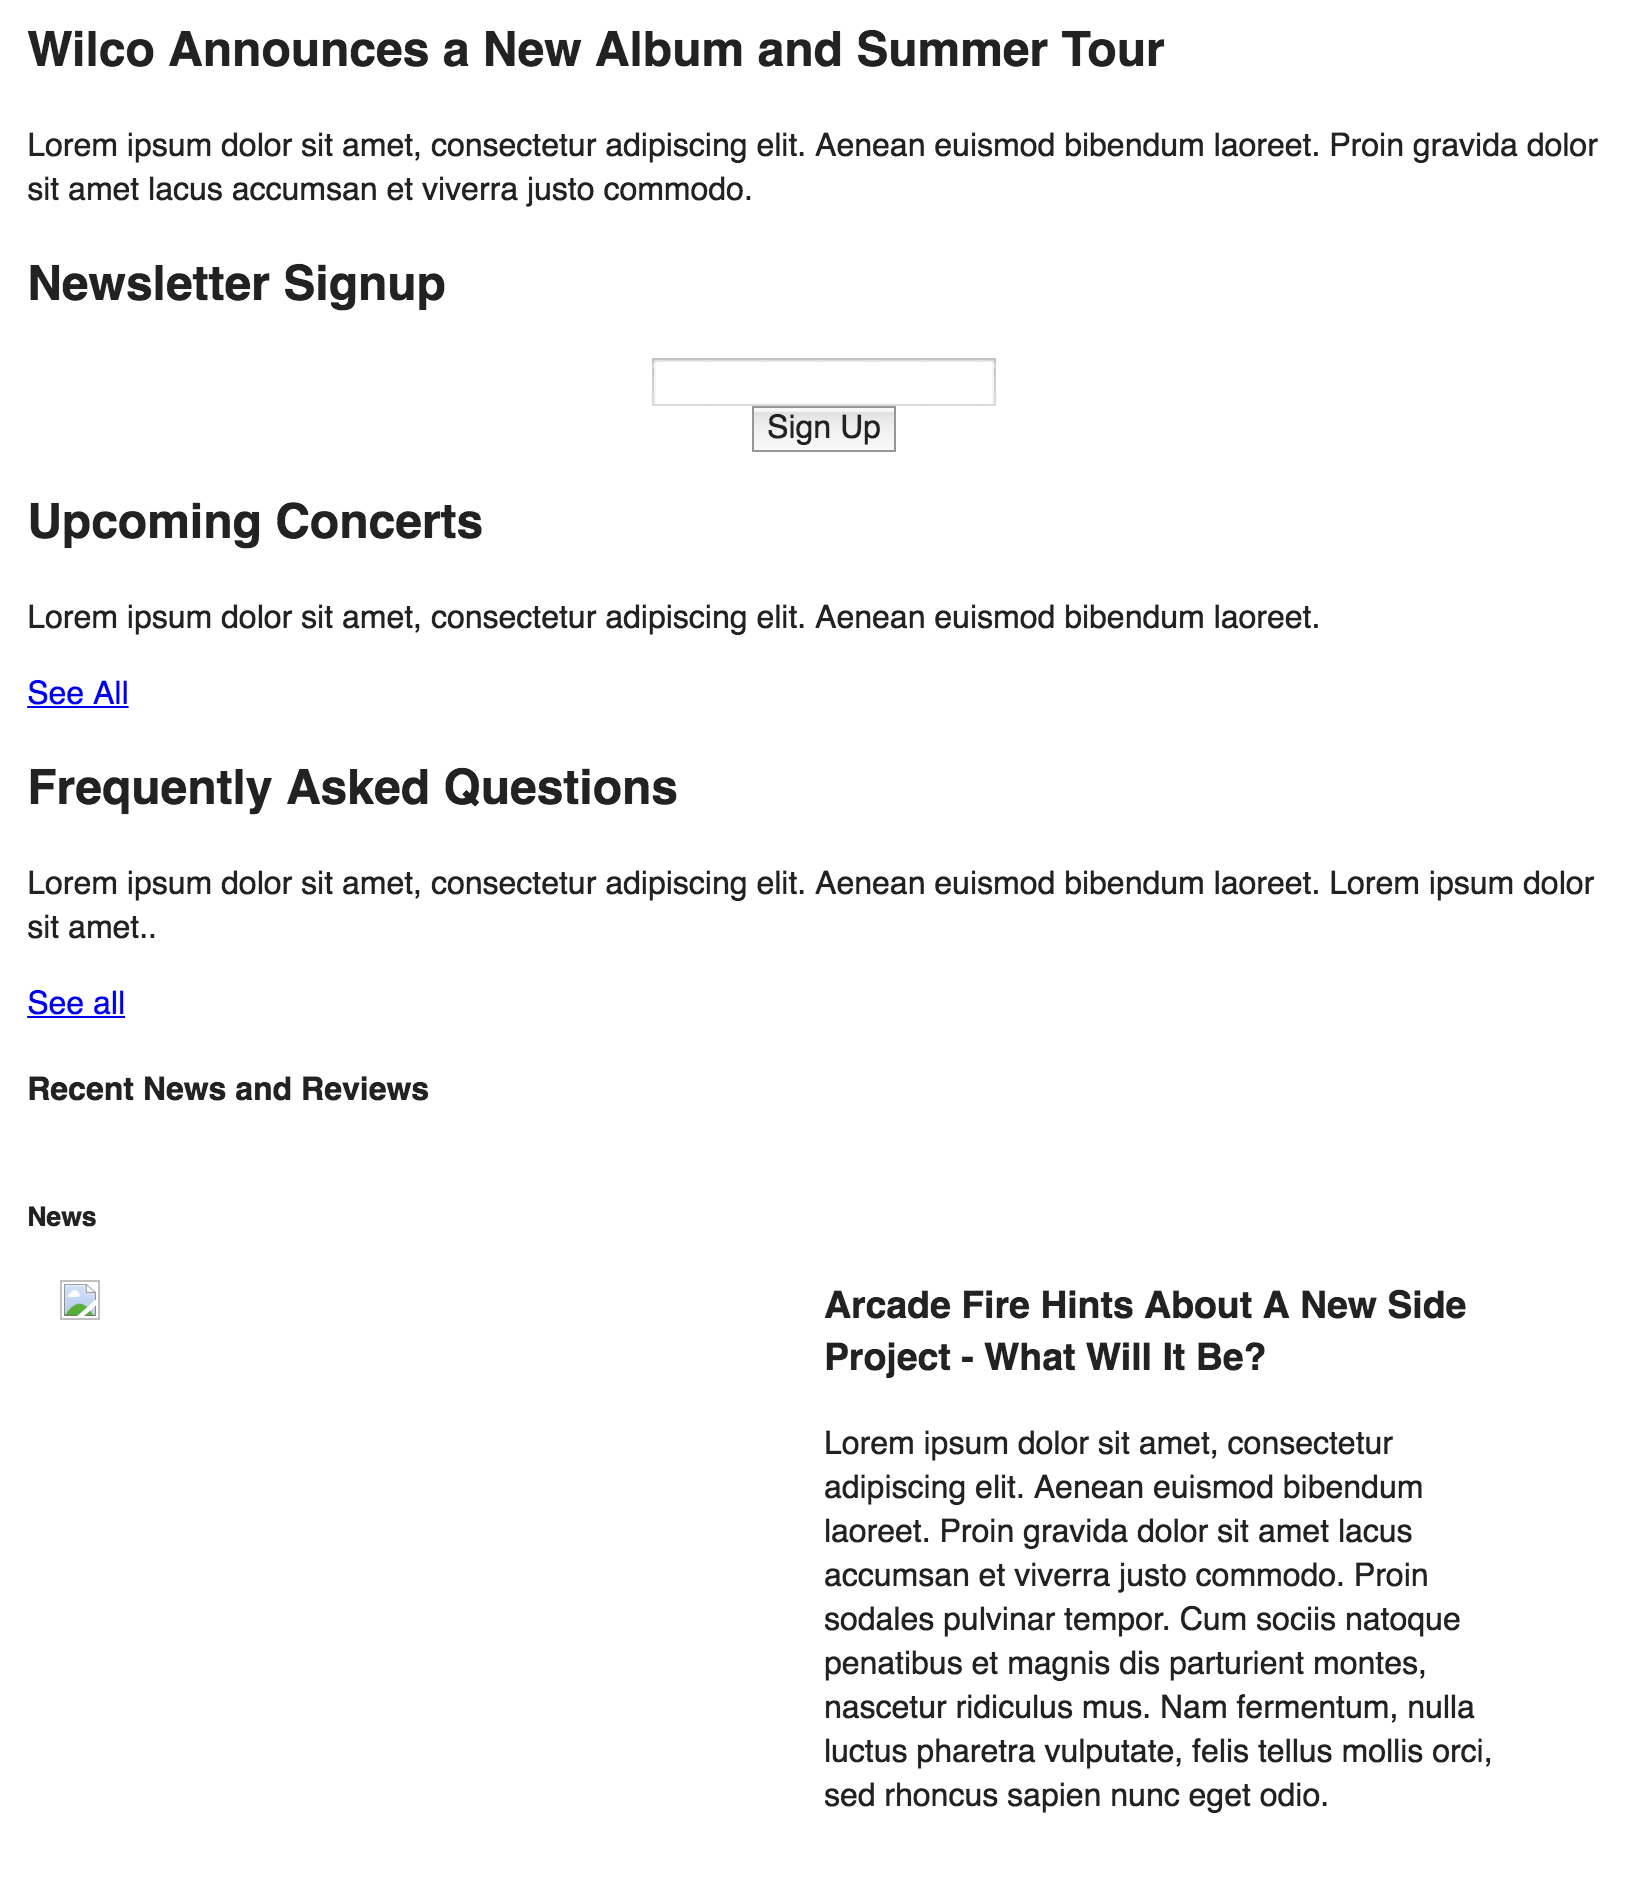 Wilco Announces a New Album and Summer Tour
Lorem ipsum dolor sit amet, consectetur adipiscing elit. Aenean euismod bibendum laoreet. Proin gravida dolor
sit amet lacus accumsan et viverra justo commodo.
Newsletter Signup
Sign Up
Upcoming Concerts
Lorem ipsum dolor sit amet, consectetur adipiscing elit. Aenean euismod bibendum laoreet.
See All
Frequently Asked Questions
Lorem ipsum dolor sit amet, consectetur adipiscing elit. Aenean euismod bibendum laoreet. Lorem ipsum dolor
sit amet..
See all
Recent News and Reviews
News
Arcade Fire Hints About A New Side
Project - What Will It Be?
Lorem ipsum dolor sit amet, consectetur
adipiscing elit. Aenean euismod bibendum
laoreet. Proin gravida dolor sit amet lacus
accumsan et viverra justo commodo. Proin
sodales pulvinar tempor. Cum sociis natoque
penatibus et magnis dis parturient montes,
nascetur ridiculus mus. Nam fermentum, nulla
luctus pharetra vulputate, felis tellus mollis orci,
sed rhoncus sapien nunc eget odio.